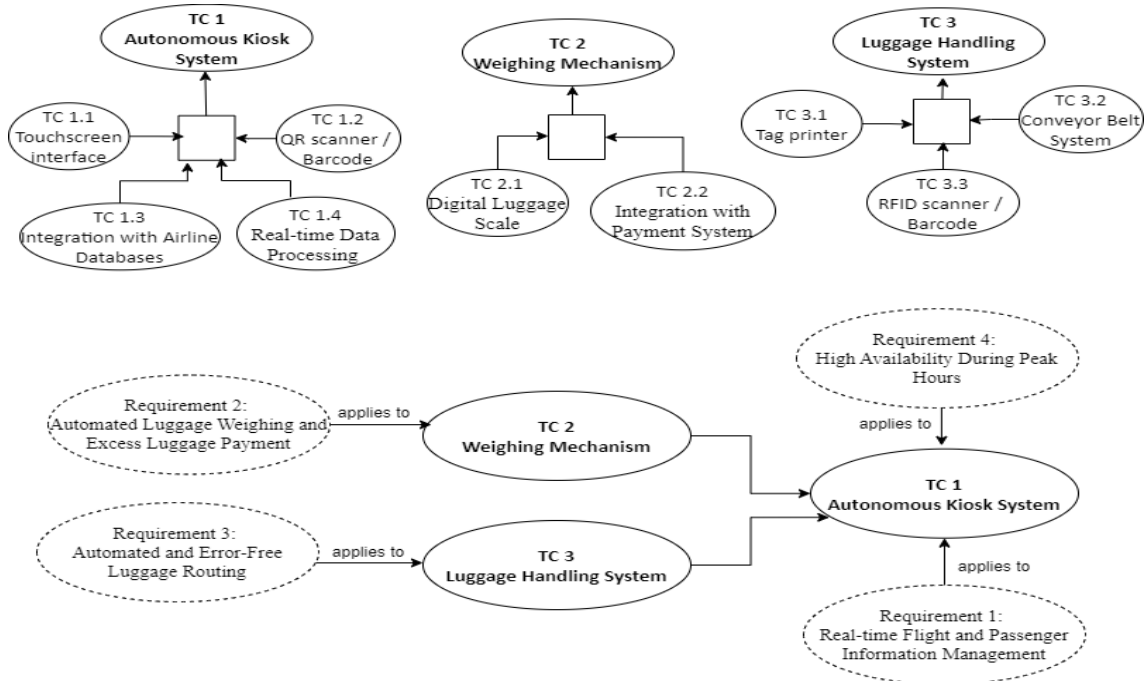 TC 1
Autonomous Kiosk
System
TC 1.1
Touchscreen
interface
TC 1.2
QR scanner /
Barcode
TC 1.3
Integration with Airline
Databases
TC 1.4
Real-time Data
Processing
TC 2
Weighing Mechanism
TC 2.1
Digital Luggage
Scale
TC 2.2
Integration with
Payment System
TC 3
Luggage Handling
System
TC 3.1
Tag printer
TC 3.2
Conveyor Belt
System
TC 3.3
RFID scanner /
Barcode
Requirement 4:
High Availability During Peak
Hours
applies to
Requirement 2:
Automated Luggage Weighing and
Excess Luggage Payment
applies to
TC 2
Weighing Mechanism
TC 1
Autonomous Kiosk System
Requirement 3:
Automated and Error-Free
Luggage Routing
applies to
TC 3
Luggage Handling System
applies to
Requirement 1:
Real-time Flight and Passenger
Information Management